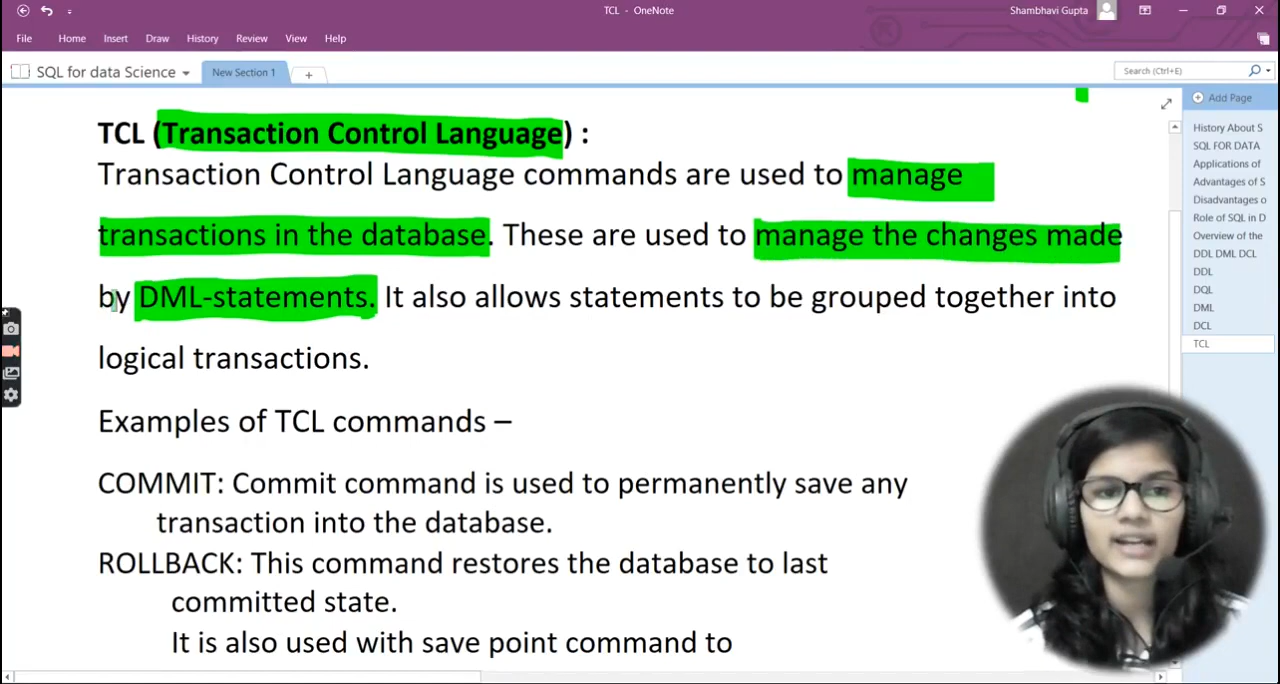 TCL - OneNote
Shambhavi Gupta
File Home Insert Draw History Review View Help
SQL for data Science
New Section 1
+
Search (Ctrl+E)
TCL (Transaction Control Language) :
Transaction Control Language commands are used to manage
transactions in the database. These are used to manage the changes made
by DML-statements. It also allows statements to be grouped together into
logical transactions.
Examples of TCL commands –
COMMIT: Commit command is used to permanently save any
transaction into the database.
ROLLBACK: This command restores the database to last
committed state.
It is also used with save point command to
Add Page
History About S
SQL FOR DATA
Applications of
Advantages of S
Disadvantages o
Role of SQL in D
Overview of the
DDL DML DCL
DDL
DQL
DML
DCL
TCL